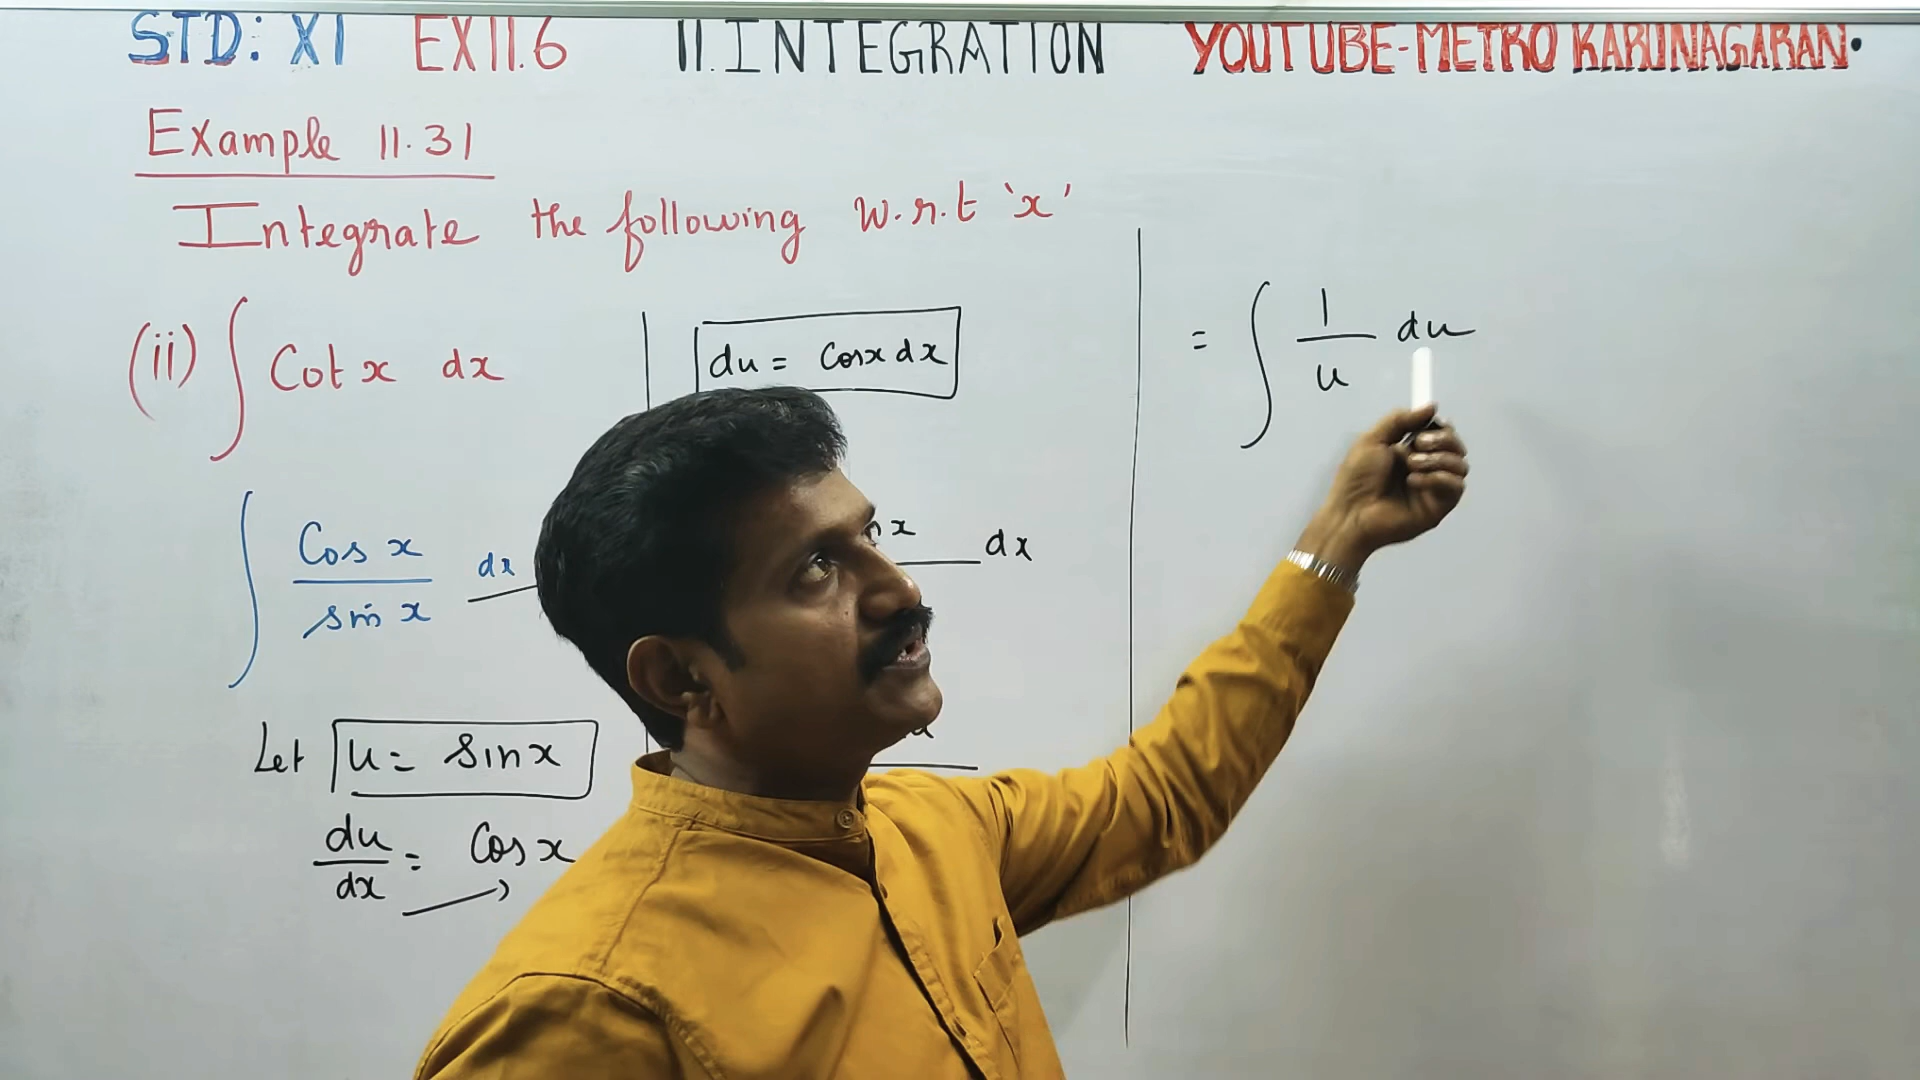 STD: XI EX11.6 11.INTEGRATION YOUTUBE-METRO KARUNAGARAN.
Example 11.31
Integrate the following w.r.t 'x'
(ii) ∫ Cot x dx
∫ Cos x / sin x dx
Let u = sinx
du/dx = Cos x
du = Cosx dx
x dx
= ∫ 1/u du